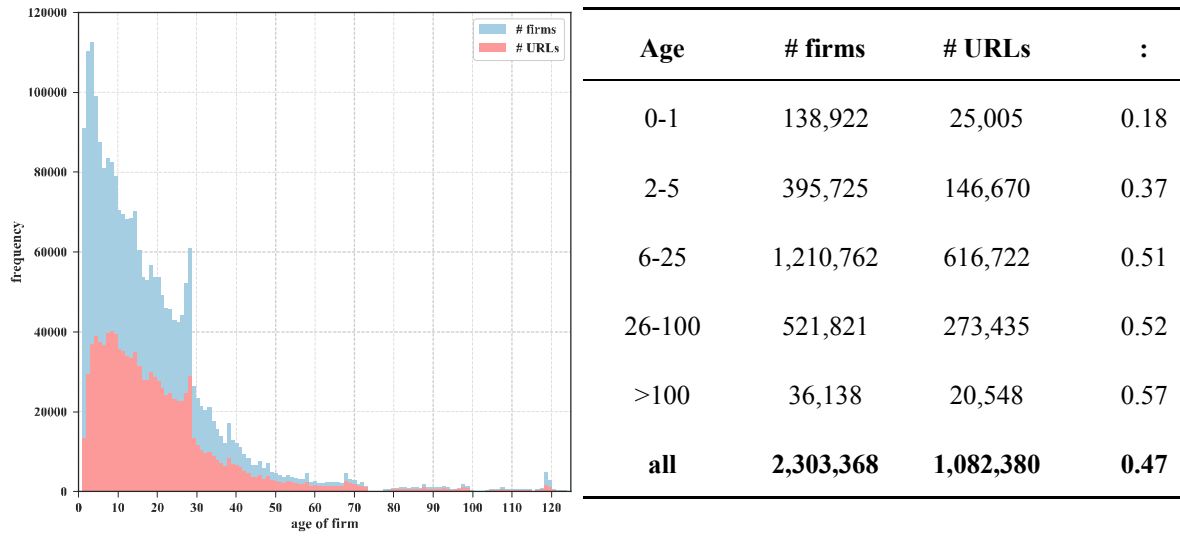 120000
100000
80000
60000
40000
20000
0
frequency
0 10 20 30 40 50 60 70 80 90 100 110 120
age of firm
# firms
# URLs
Age # firms # URLs :
0-1 138,922 25,005 0.18
2-5 395,725 146,670 0.37
6-25 1,210,762 616,722 0.51
26-100 521,821 273,435 0.52
>100 36,138 20,548 0.57
all 2,303,368 1,082,380 0.47